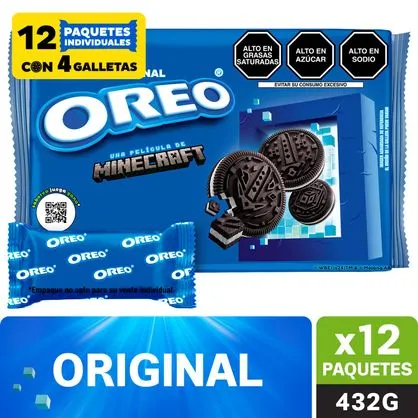 12 PAQUETES
INDIVIDUALES
CON 4 GALLETAS
ALTO EN
GRASAS
SATURADAS
ALTO EN
AZÚCAR
ALTO EN
SODIO
EVITAR SU CONSUMO EXCESIVO
ORIGINAL
OREO
UNA PELÍCULA DE
MINECRAFT
OREO
OREO
OREO
OREO
*Empaque no apto para su venta individual
ORIGINAL
x12
PAQUETES
432G